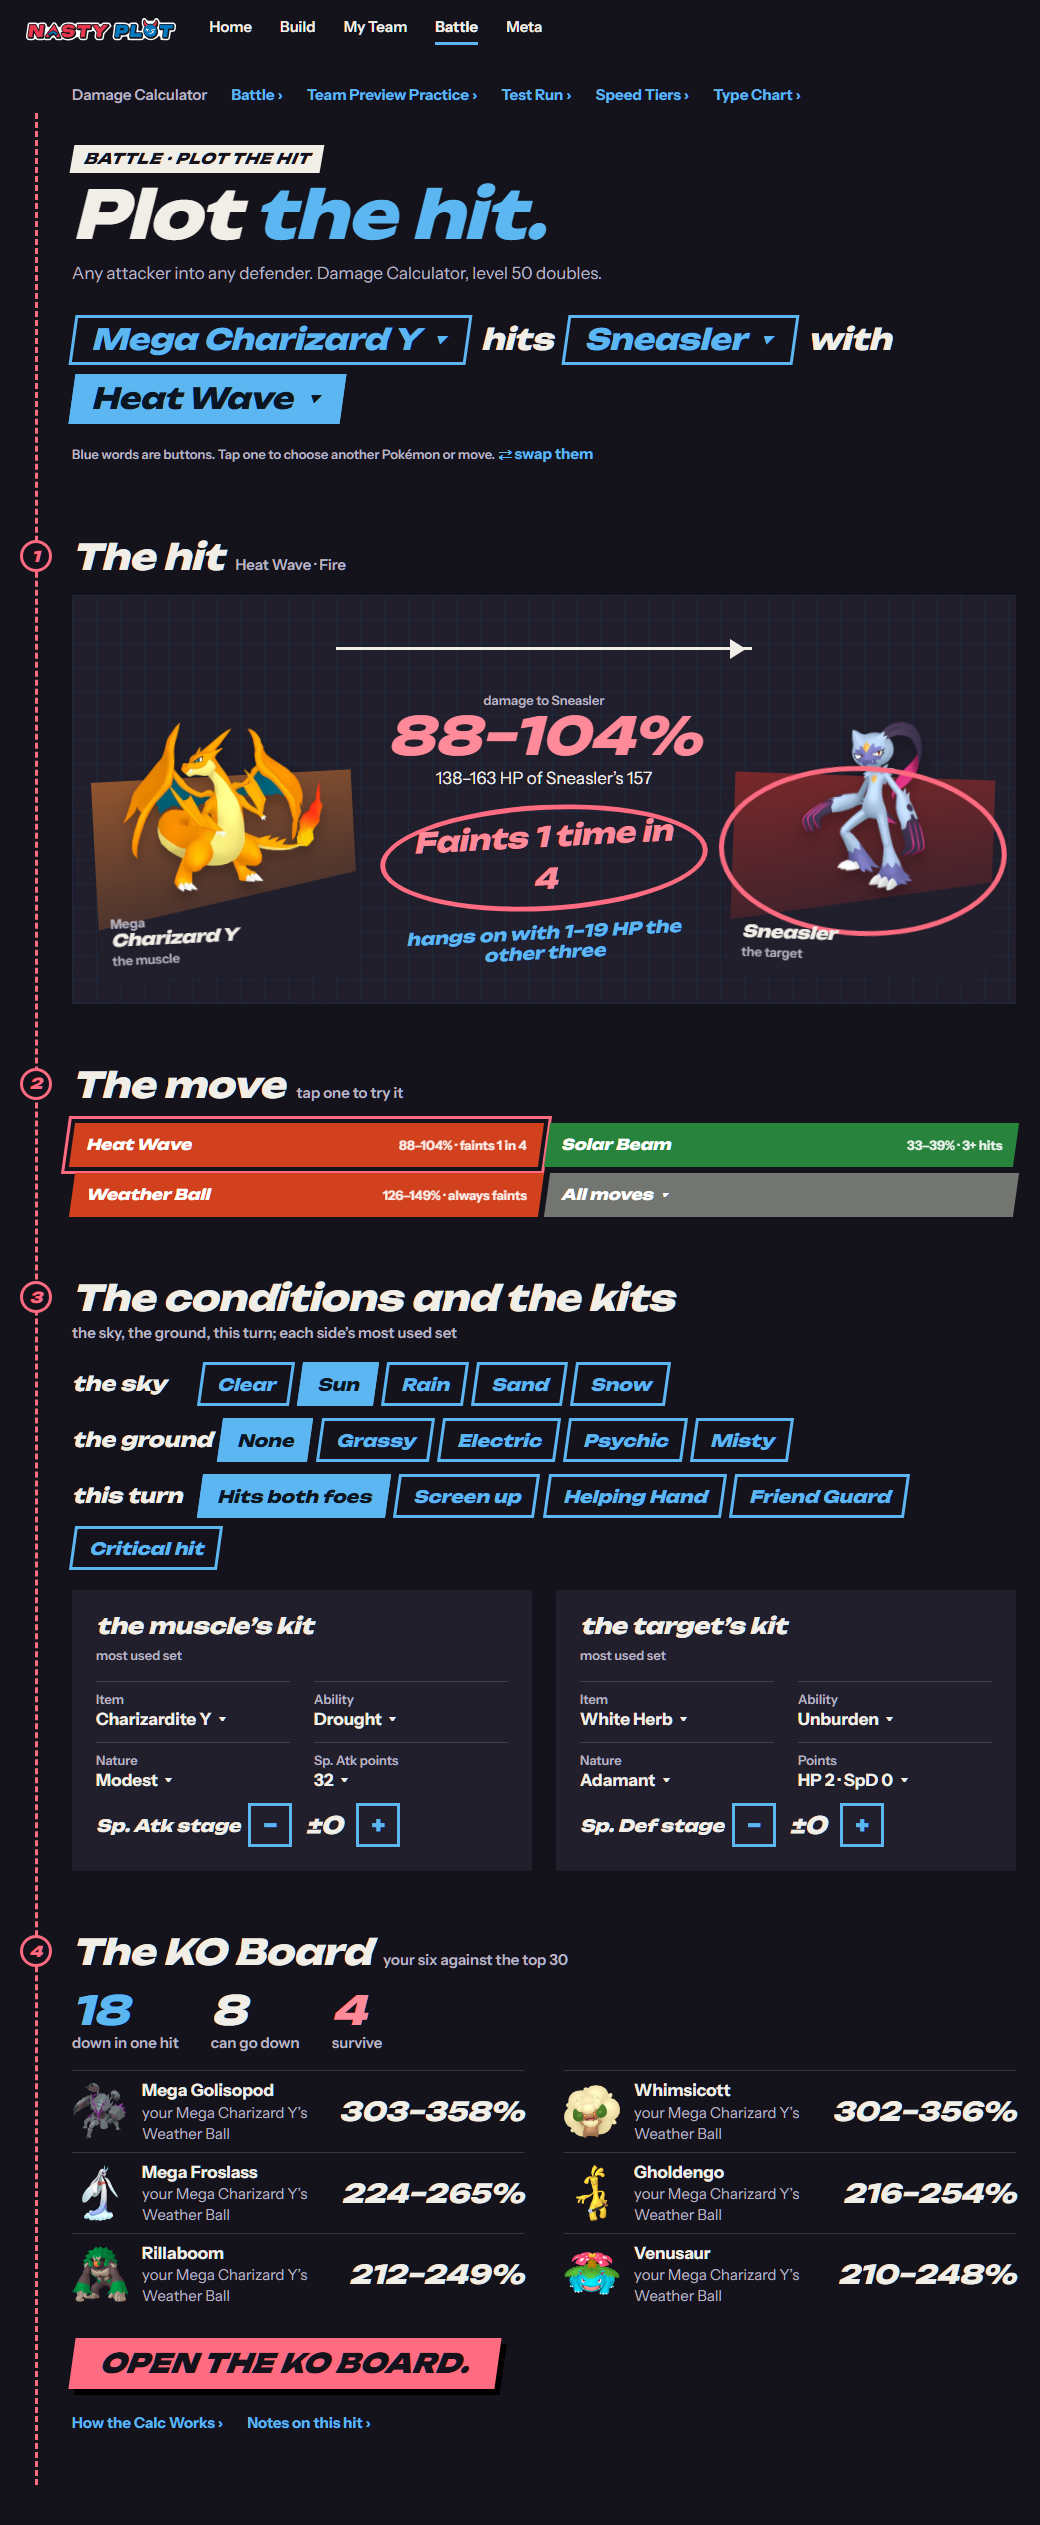 NASTY PLOT
Home Build My Team Battle Meta
Damage Calculator Battle › Team Preview Practice › Test Run › Speed Tiers › Type Chart ›
BATTLE · PLOT THE HIT
Plot the hit.
Any attacker into any defender. Damage Calculator, level 50 doubles.
Mega Charizard Y ▾ hits Sneasler ▾ with
Heat Wave ▾
Blue words are buttons. Tap one to choose another Pokémon or move. ⇄ swap them
1 The hit Heat Wave · Fire
damage to Sneasler
88–104%
138–163 HP of Sneasler’s 157
Faints 1 time in
4
hangs on with 1–19 HP the
other three
Mega
Charizard Y
the muscle
Sneasler
the target
2 The move tap one to try it
Heat Wave 88–104% · faints 1 in 4
Solar Beam 33–39% · 3+ hits
Weather Ball 126–149% · always faints
All moves ▾
3 The conditions and the kits
the sky, the ground, this turn; each side’s most used set
the sky Clear Sun Rain Sand Snow
the ground None Grassy Electric Psychic Misty
this turn Hits both foes Screen up Helping Hand Friend Guard
Critical hit
the muscle’s kit
most used set
Item Ability
Charizardite Y ▾ Drought ▾
Nature Sp. Atk points
Modest ▾ 32 ▾
Sp. Atk stage − ±0 +
the target’s kit
most used set
Item Ability
White Herb ▾ Unburden ▾
Nature Points
Adamant ▾ HP 2 · SpD 0 ▾
Sp. Def stage − ±0 +
4 The KO Board your six against the top 30
18 8 4
down in one hit can go down survive
Mega Golisopod
your Mega Charizard Y’s
Weather Ball
303–358%
Whimsicott
your Mega Charizard Y’s
Weather Ball
302–356%
Mega Froslass
your Mega Charizard Y’s
Weather Ball
224–265%
Gholdengo
your Mega Charizard Y’s
Weather Ball
216–254%
Rillaboom
your Mega Charizard Y’s
Weather Ball
212–249%
Venusaur
your Mega Charizard Y’s
Weather Ball
210–248%
OPEN THE KO BOARD.
How the Calc Works › Notes on this hit ›